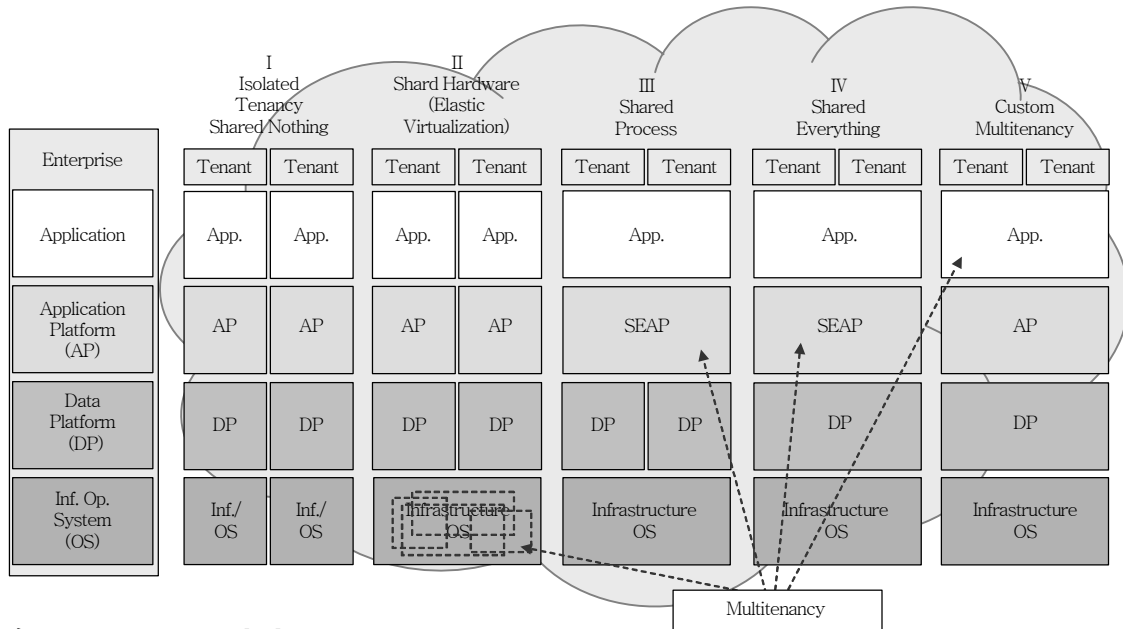 I
Isolated
Tenancy
Shared Nothing
II
Shard Hardware
(Elastic
Virtualization)
III
Shared
Process
IV
Shared
Everything
V
Custom
Multitenancy
Enterprise
Tenant Tenant Tenant Tenant Tenant Tenant Tenant Tenant Tenant Tenant
Application
App. App. App. App. App. App. App.
Application
Platform
(AP)
AP AP AP AP SEAP SEAP AP
Data
Platform
(DP)
DP DP DP DP DP DP DP DP
Inf. Op.
System
(OS)
Inf./
OS
Inf./
OS
Infrastructure
OS
Infrastructure
OS
Infrastructure
OS
Infrastructure
OS
Multitenancy